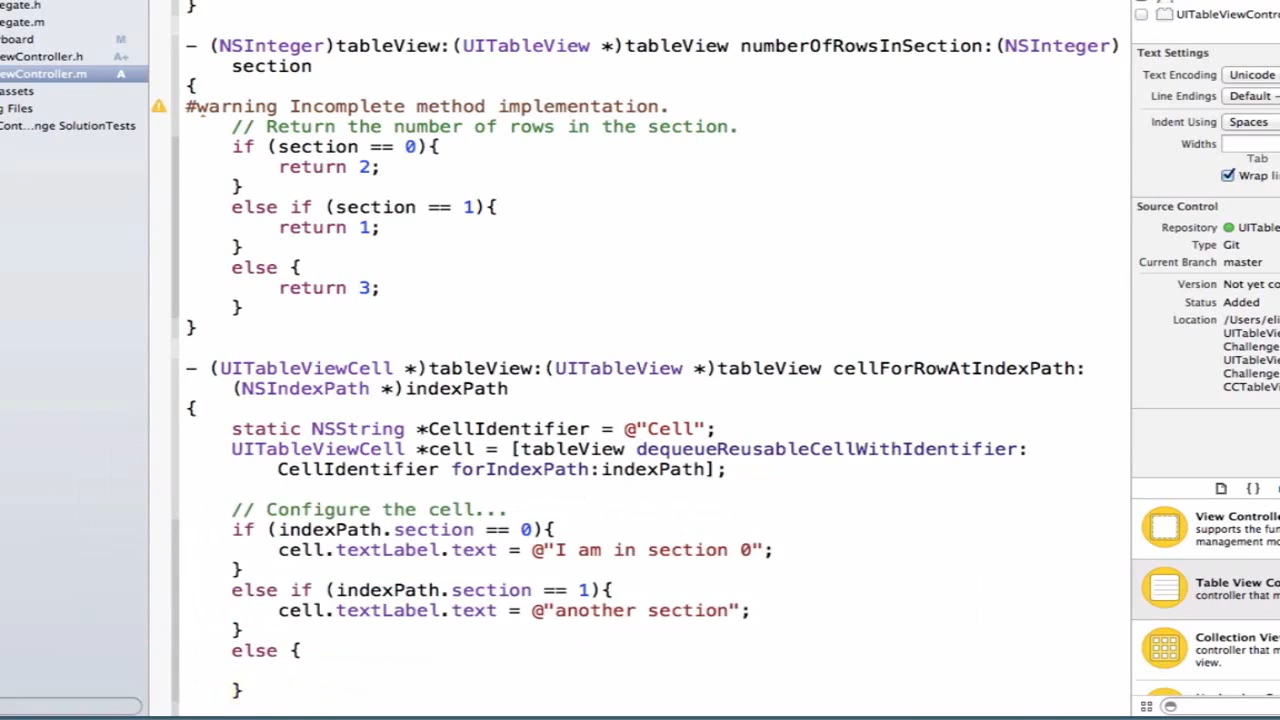 egate.h
egate.m
board M
ewController.h A+
ewController.m A
assets
g Files
Cont...nge SolutionTests
}
- (NSInteger)tableView:(UITableView *)tableView numberOfRowsInSection:(NSInteger)
section
{
#warning Incomplete method implementation.
// Return the number of rows in the section.
if (section == 0){
return 2;
}
else if (section == 1){
return 1;
}
else {
return 3;
}
}
- (UITableViewCell *)tableView:(UITableView *)tableView cellForRowAtIndexPath:
(NSIndexPath *)indexPath
{
static NSString *CellIdentifier = @"Cell";
UITableViewCell *cell = [tableView dequeueReusableCellWithIdentifier:
CellIdentifier forIndexPath:indexPath];
// Configure the cell...
if (indexPath.section == 0){
cell.textLabel.text = @"I am in section 0";
}
else if (indexPath.section == 1){
cell.textLabel.text = @"another section";
}
else {
}
UITableViewContro
Text Settings
Text Encoding Unicode
Line Endings Default -
Indent Using Spaces
Widths
Tab
Wrap li
Source Control
Repository UITable
Type Git
Current Branch master
Version Not yet co
Status Added
Location /Users/eli
UITableVi
Challenge
UITableVi
Challenge
CCTableV
{ }
View Controlle
supports the fun
management mo
Table View Co
controller that m
Collection Vie
controller that m
view.